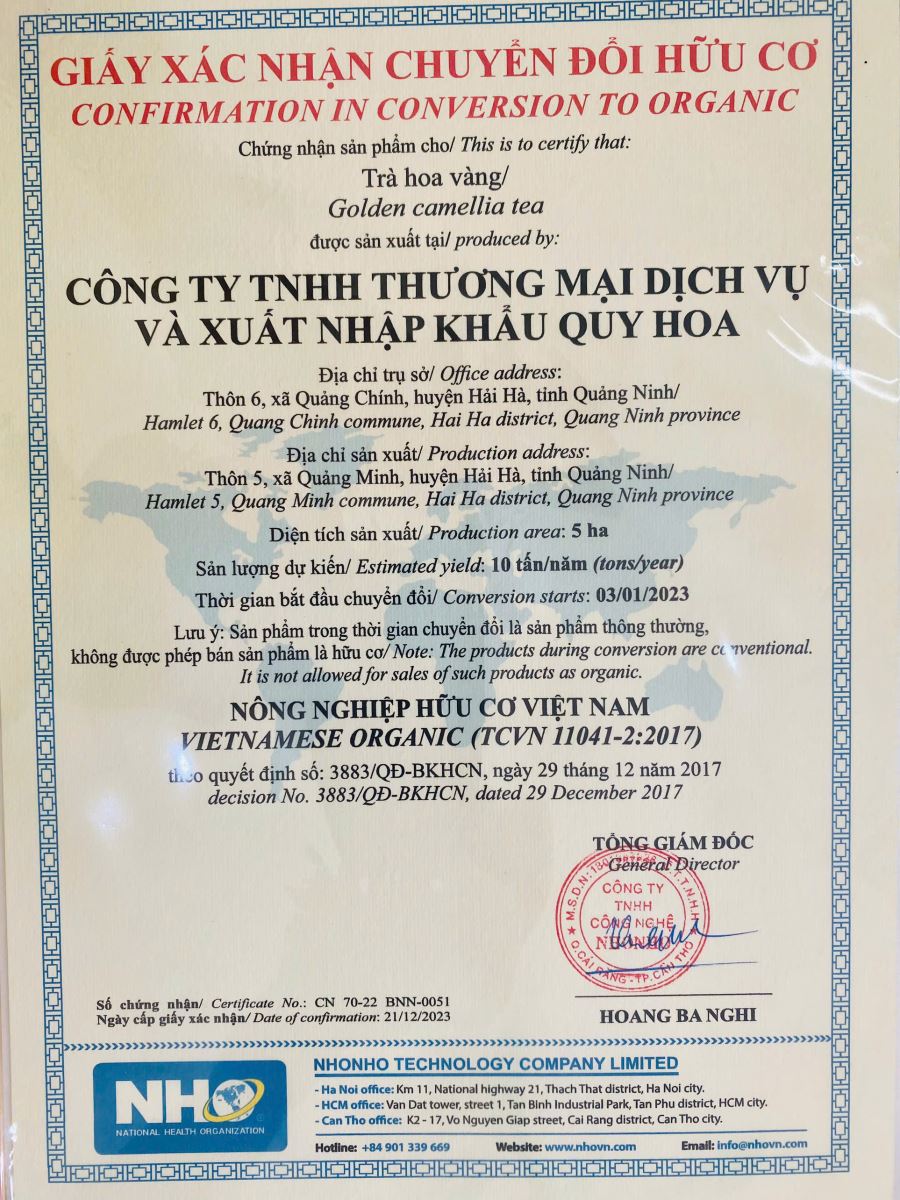 GIẤY XÁC NHẬN CHUYỂN ĐỔI HỮU CƠ
CONFIRMATION IN CONVERSION TO ORGANIC
Chứng nhận sản phẩm cho/ This is to certify that:
Trà hoa vàng/
Golden camellia tea
được sản xuất tại/ produced by:
CÔNG TY TNHH THƯƠNG MẠI DỊCH VỤ
VÀ XUẤT NHẬP KHẨU QUY HOA
Địa chỉ trụ sở/ Office address:
Thôn 6, xã Quảng Chính, huyện Hải Hà, tỉnh Quảng Ninh/
Hamlet 6, Quang Chinh commune, Hai Ha district, Quang Ninh province
Địa chỉ sản xuất/ Production address:
Thôn 5, xã Quảng Minh, huyện Hải Hà, tỉnh Quảng Ninh/
Hamlet 5, Quang Minh commune, Hai Ha district, Quang Ninh province
Diện tích sản xuất/ Production area: 5 ha
Sản lượng dự kiến/ Estimated yield: 10 tấn/năm (tons/year)
Thời gian bắt đầu chuyển đổi/ Conversion starts: 03/01/2023
Lưu ý: Sản phẩm trong thời gian chuyển đổi là sản phẩm thông thường,
không được phép bán sản phẩm là hữu cơ/ Note: The products during conversion are conventional.
It is not allowed for sales of such products as organic.
NÔNG NGHIỆP HỮU CƠ VIỆT NAM
VIETNAMESE ORGANIC (TCVN 11041-2:2017)
theo quyết định số: 3883/QĐ-BKHCN, ngày 29 tháng 12 năm 2017
decision No. 3883/QĐ-BKHCN, dated 29 December 2017
TỔNG GIÁM ĐỐC
General Director
CÔNG TY
TNHH
CÔNG NGHỆ
NHONHO
Q.CÁI RĂNG-TP.CẦN THƠ
HOANG BA NGHI
Số chứng nhận/ Certificate No.: CN 70-22 BNN-0051
Ngày cấp giấy xác nhận/ Date of confirmation: 21/12/2023
NHO
NATIONAL HEALTH ORGANIZATION
NHONHO TECHNOLOGY COMPANY LIMITED
- Ha Noi office: Km 11, National highway 21, Thach That district, Ha Noi city.
- HCM office: Van Dat tower, street 1, Tan Binh Industrial Park, Tan Phu district, HCM city.
- Can Tho office: K2 - 17, Vo Nguyen Giap street, Cai Rang district, Can Tho city.
Hotline: +84 901 339 669 Website: www.nhovn.com Email: info@nhovn.com